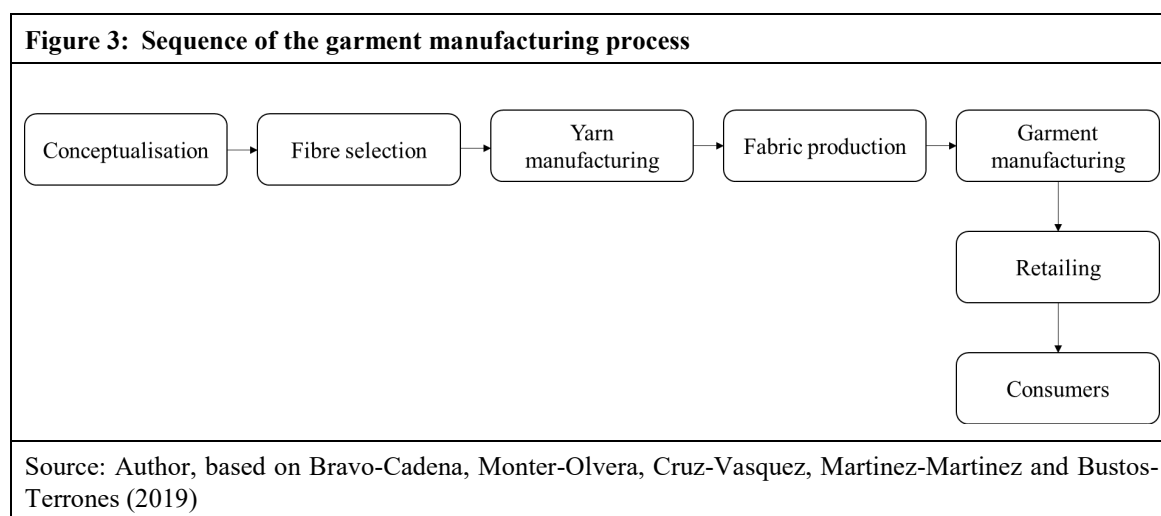 Figure 3: Sequence of the garment manufacturing process
Conceptualisation
Fibre selection
Yarn
manufacturing
Fabric production
Garment
manufacturing
Retailing
Consumers
Source: Author, based on Bravo-Cadena, Monter-Olvera, Cruz-Vasquez, Martinez-Martinez and Bustos-
Terrones (2019)